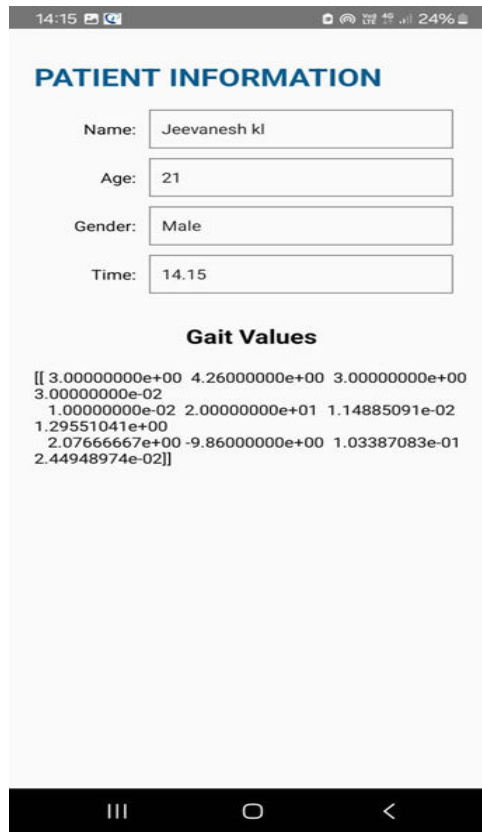 14:15 24%
PATIENT INFORMATION
Name: Jeevanesh kl
Age: 21
Gender: Male
Time: 14.15
Gait Values
[[ 3.00000000e+00 4.26000000e+00 3.00000000e+00
3.00000000e-02
1.00000000e-02 2.00000000e+01 1.14885091e-02
1.29551041e+00
2.07666667e+00 -9.86000000e+00 1.03387083e-01
2.44948974e-02]]